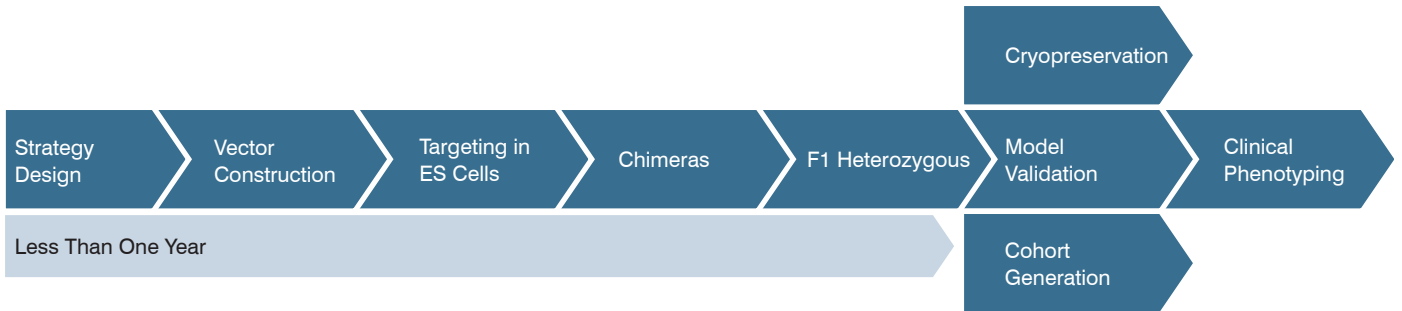 Cryopreservation
Strategy
Design
Vector
Construction
Targeting in
ES Cells
Chimeras
F1 Heterozygous
Model
Validation
Clinical
Phenotyping
Less Than One Year
Cohort
Generation